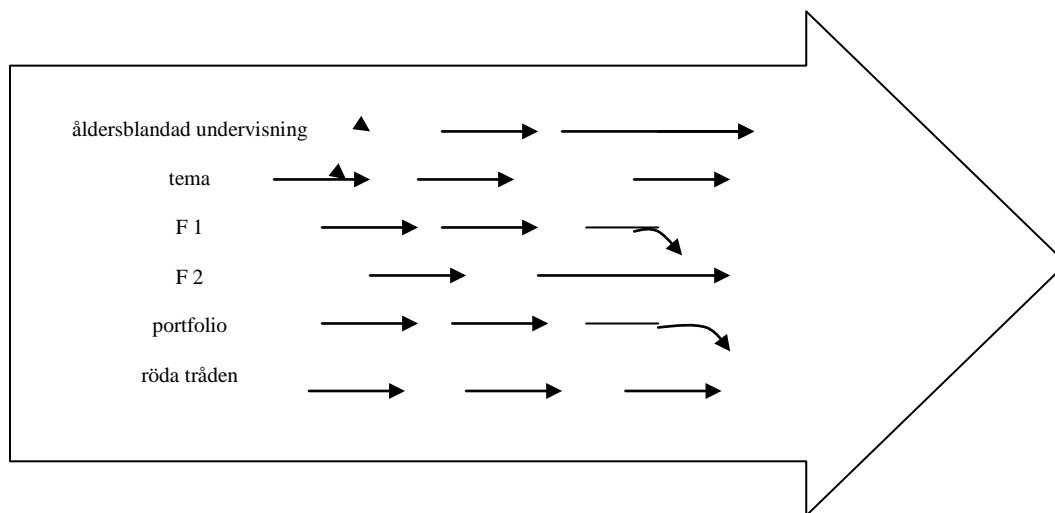 åldersblandad undervisning
tema
F 1
F 2
portfolio
röda tråden